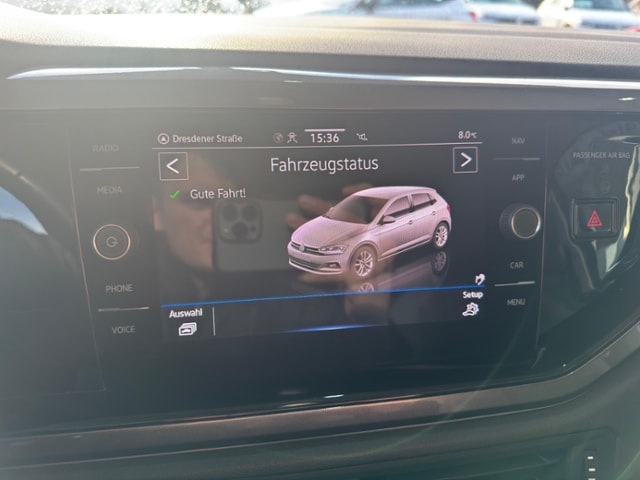 Dresdener Straße 15:36 8.0°C
Fahrzeugstatus
Gute Fahrt!
Auswahl
Setup
RADIO
MEDIA
PHONE
VOICE
NAV
APP
CAR
MENU
PASSENGER AIR BAG